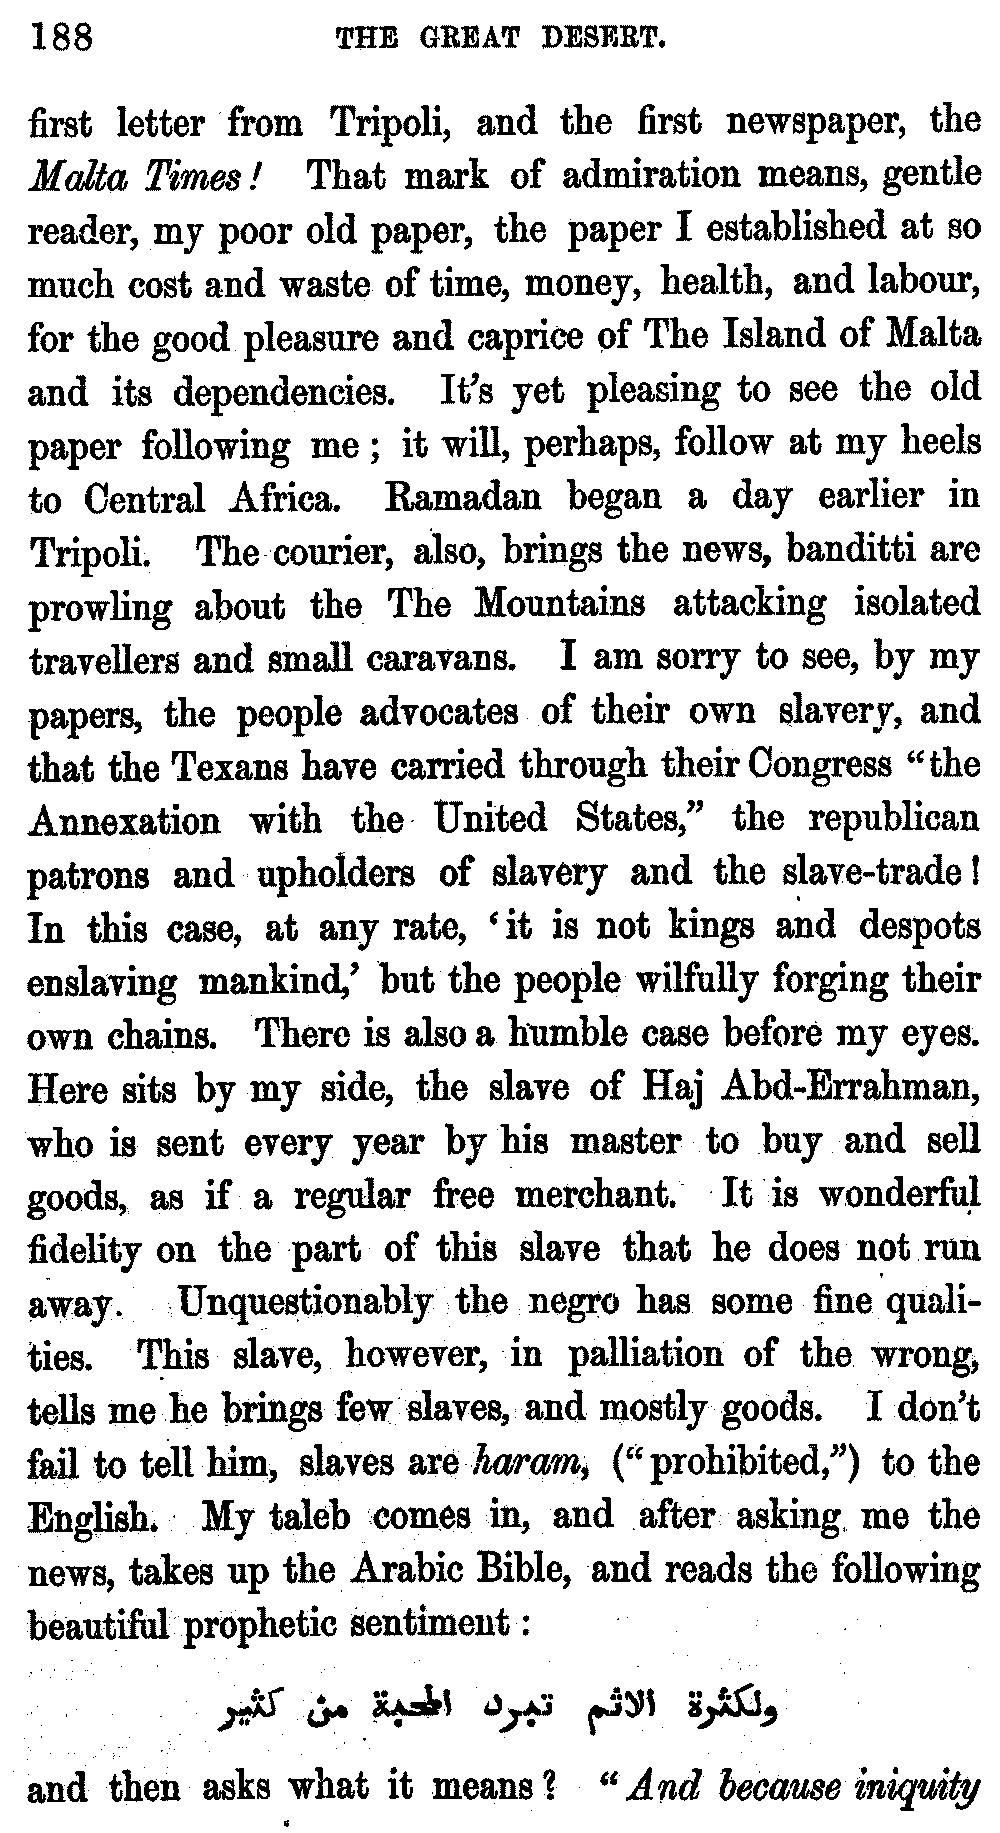 188 THE GREAT DESERT.
first letter from Tripoli, and the first newspaper, the
Malta Times! That mark of admiration means, gentle
reader, my poor old paper, the paper I established at so
much cost and waste of time, money, health, and labour,
for the good pleasure and caprice of The Island of Malta
and its dependencies. It's yet pleasing to see the old
paper following me; it will, perhaps, follow at my heels
to Central Africa. Ramadan began a day earlier in
Tripoli. The courier, also, brings the news, banditti are
prowling about the The Mountains attacking isolated
travellers and small caravans. I am sorry to see, by my
papers, the people advocates of their own slavery, and
that the Texans have carried through their Congress “the
Annexation with the United States,” the republican
patrons and upholders of slavery and the slave-trade!
In this case, at any rate, ‘it is not kings and despots
enslaving mankind,’ but the people wilfully forging their
own chains. There is also a humble case before my eyes.
Here sits by my side, the slave of Haj Abd-Errahman,
who is sent every year by his master to buy and sell
goods, as if a regular free merchant. It is wonderful
fidelity on the part of this slave that he does not run
away. Unquestionably the negro has some fine quali-
ties. This slave, however, in palliation of the wrong,
tells me he brings few slaves, and mostly goods. I don't
fail to tell him, slaves are haram, (“prohibited,”) to the
English. My taleb comes in, and after asking me the
news, takes up the Arabic Bible, and reads the following
beautiful prophetic sentiment:
ولكثرة الاثم تبرد المحبة من كثير
and then asks what it means? “And because iniquity